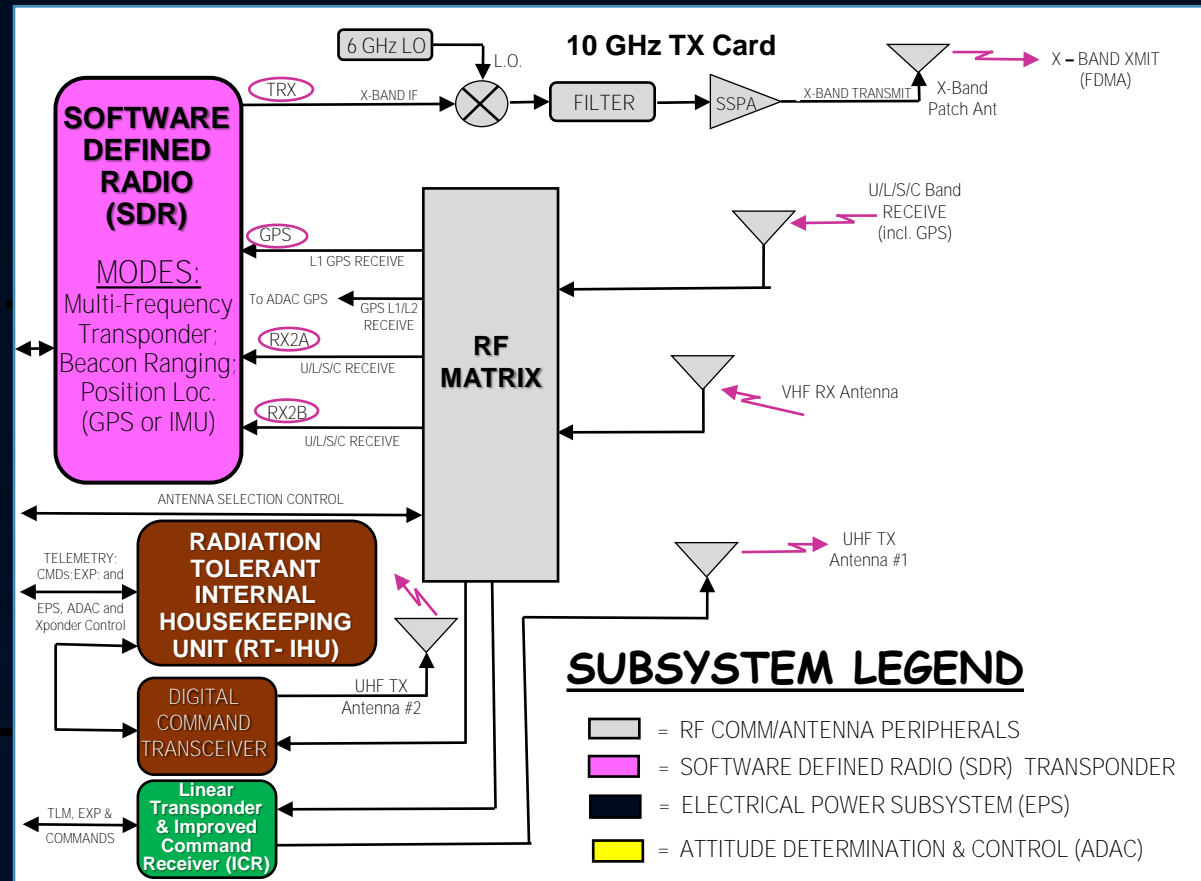 6 GHz LO
L.O.
10 GHz TX Card
TRX
X-BAND IF
FILTER
SSPA
X-BAND TRANSMIT
X-Band
Patch Ant
X – BAND XMIT
(FDMA)
SOFTWARE
DEFINED
RADIO
(SDR)
MODES:
Multi-Frequency
Transponder;
Beacon Ranging;
Position Loc.
(GPS or IMU)
GPS
L1 GPS RECEIVE
To ADAC GPS
GPS L1/L2
RECEIVE
RX2A
U/L/S/C RECEIVE
RX2B
U/L/S/C RECEIVE
RF
MATRIX
U/L/S/C Band
RECEIVE
(incl. GPS)
VHF RX Antenna
ANTENNA SELECTION CONTROL
TELEMETRY;
CMDs;EXP; and
EPS, ADAC and
Xponder Control
RADIATION
TOLERANT
INTERNAL
HOUSEKEEPING
UNIT (RT- IHU)
UHF TX
Antenna #1
UHF TX
Antenna #2
DIGITAL
COMMAND
TRANSCEIVER
Linear
Transponder
& Improved
Command
Receiver (ICR)
TLM, EXP &
COMMANDS
SUBSYSTEM LEGEND
= RF COMM/ANTENNA PERIPHERALS
= SOFTWARE DEFINED RADIO (SDR) TRANSPONDER
= ELECTRICAL POWER SUBSYSTEM (EPS)
= ATTITUDE DETERMINATION & CONTROL (ADAC)